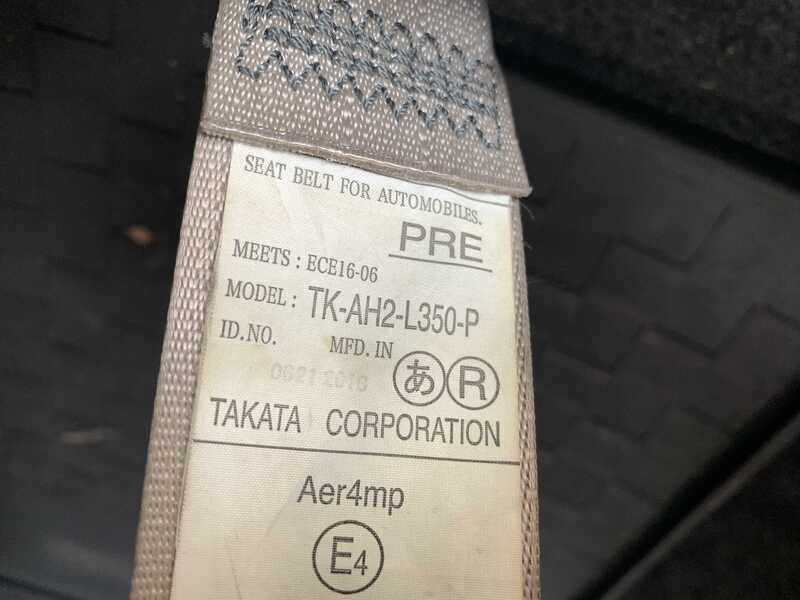 SEAT BELT FOR AUTOMOBILES.
PRE
MEETS : ECE16-06
MODEL : TK-AH2-L350-P
ID.NO. MFD. IN
あ R
TAKATA CORPORATION
Aer4mp
E4